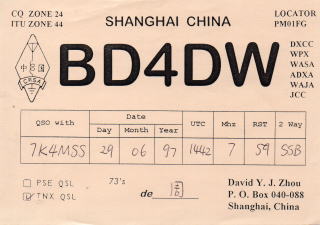 CQ ZONE 24
ITU ZONE 44
SHANGHAI CHINA
LOCATOR
PM01FG
中国
CRSA
BD4DW
DXCC
WPX
WASA
ADXA
WAJA
JCC
QSO with Date UTC Mhz RST 2 Way
Day Month Year
7K4MSS 29 06 97 1442 7 59 SSB
PSE QSL 73's
TNX QSL de
David Y. J. Zhou
P. O. Box 040-088
Shanghai, China